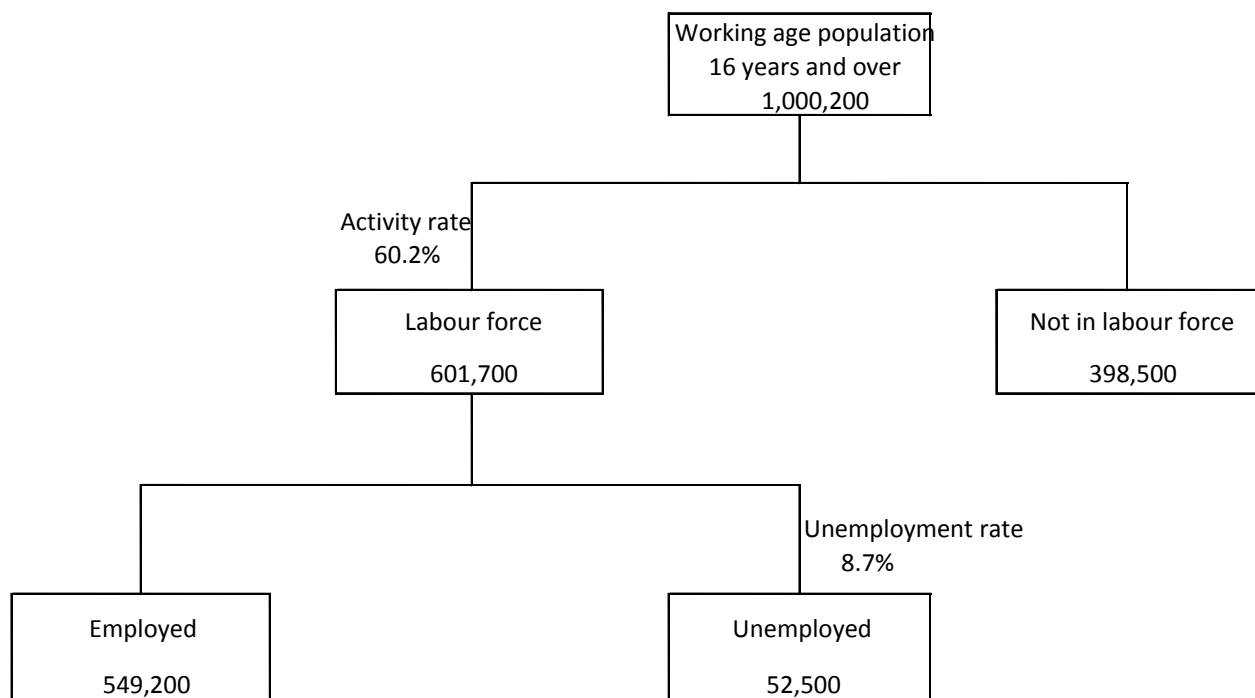 Working age population
16 years and over
1,000,200
Activity rate
60.2%
Labour force
601,700
Not in labour force
398,500
Unemployment rate
8.7%
Employed
549,200
Unemployed
52,500